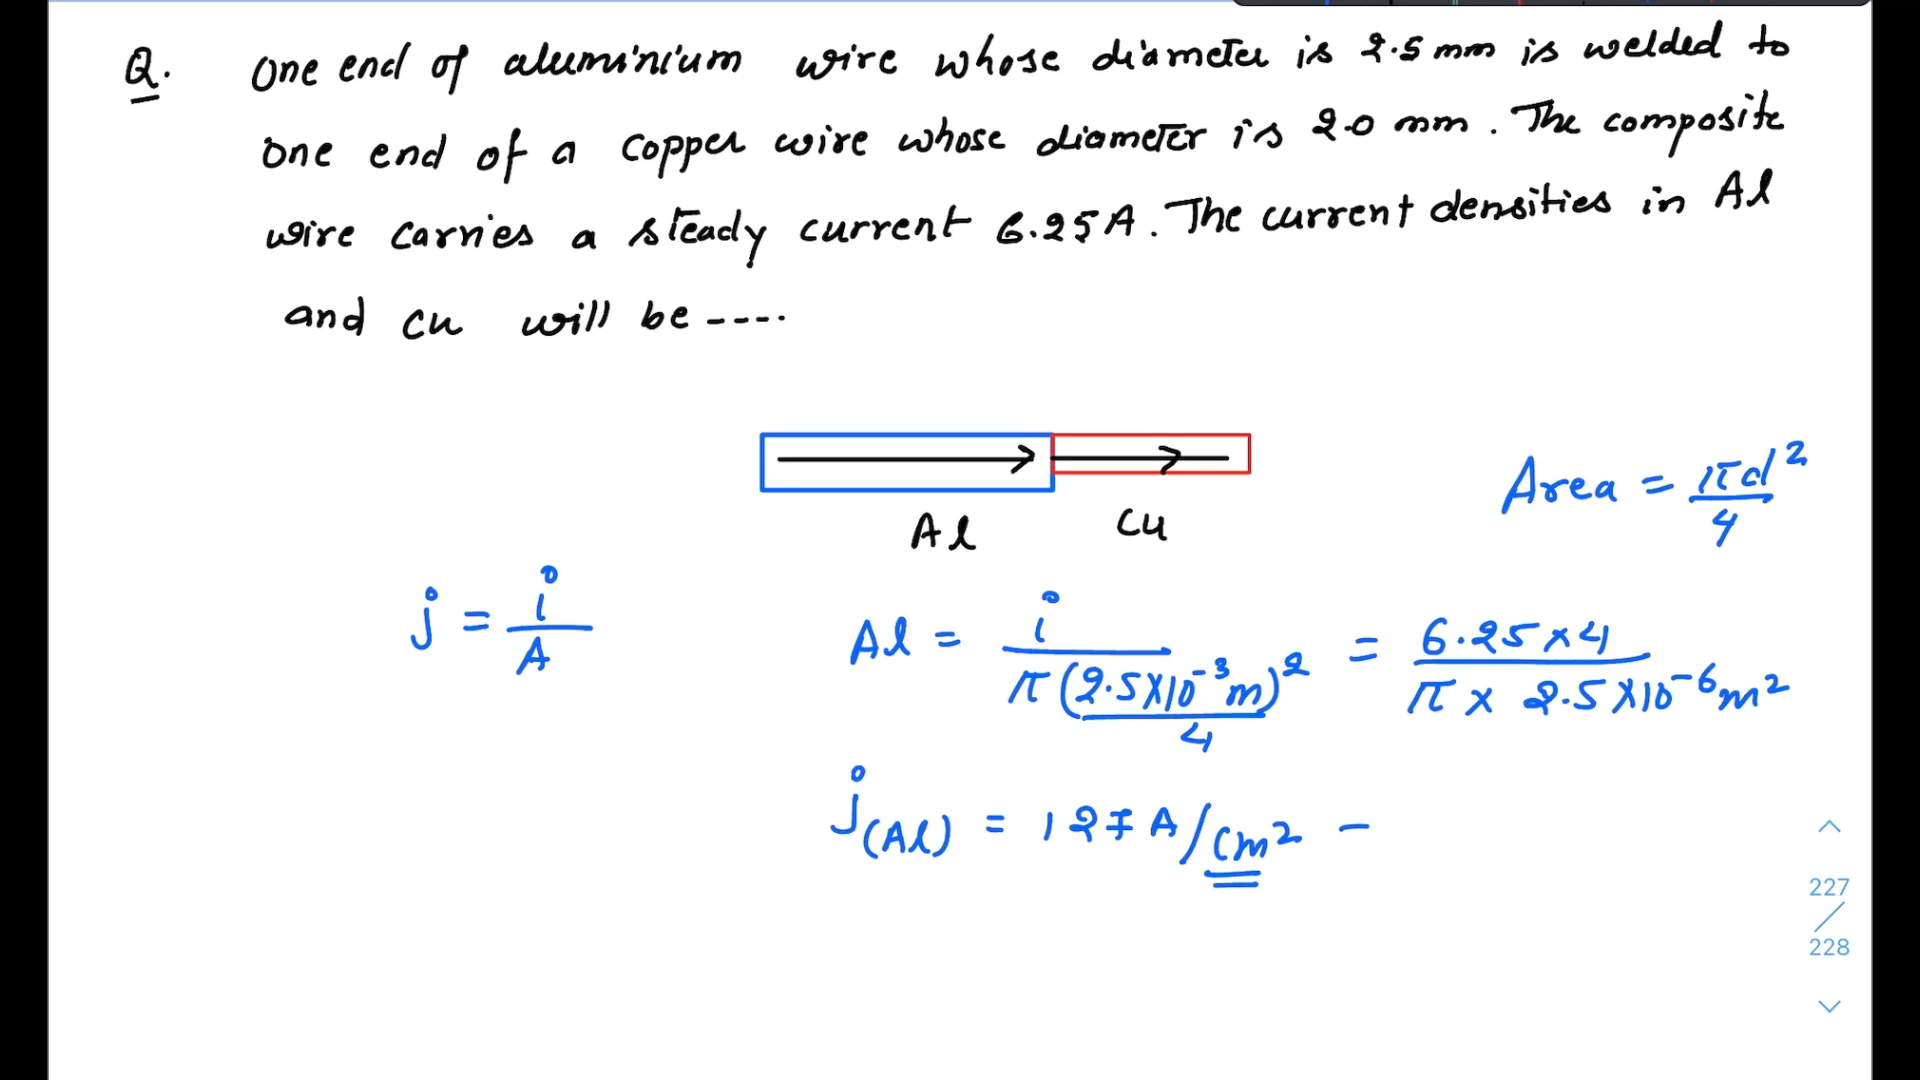 Q. One end of aluminium wire whose diameter is 2.5 mm is welded to
one end of a copper wire whose diameter is 2.0 mm. The composite
wire carries a steady current 6.25A. The current densities in Al
and cu will be ----.
Al
Cu
Area = πd²/4
j = i/A
Al = i/(π(2.5×10⁻³m)²/4) = 6.25×4/(π × 2.5×10⁻⁶m²)
j(Al) = 127 A/cm² –
227
/
228